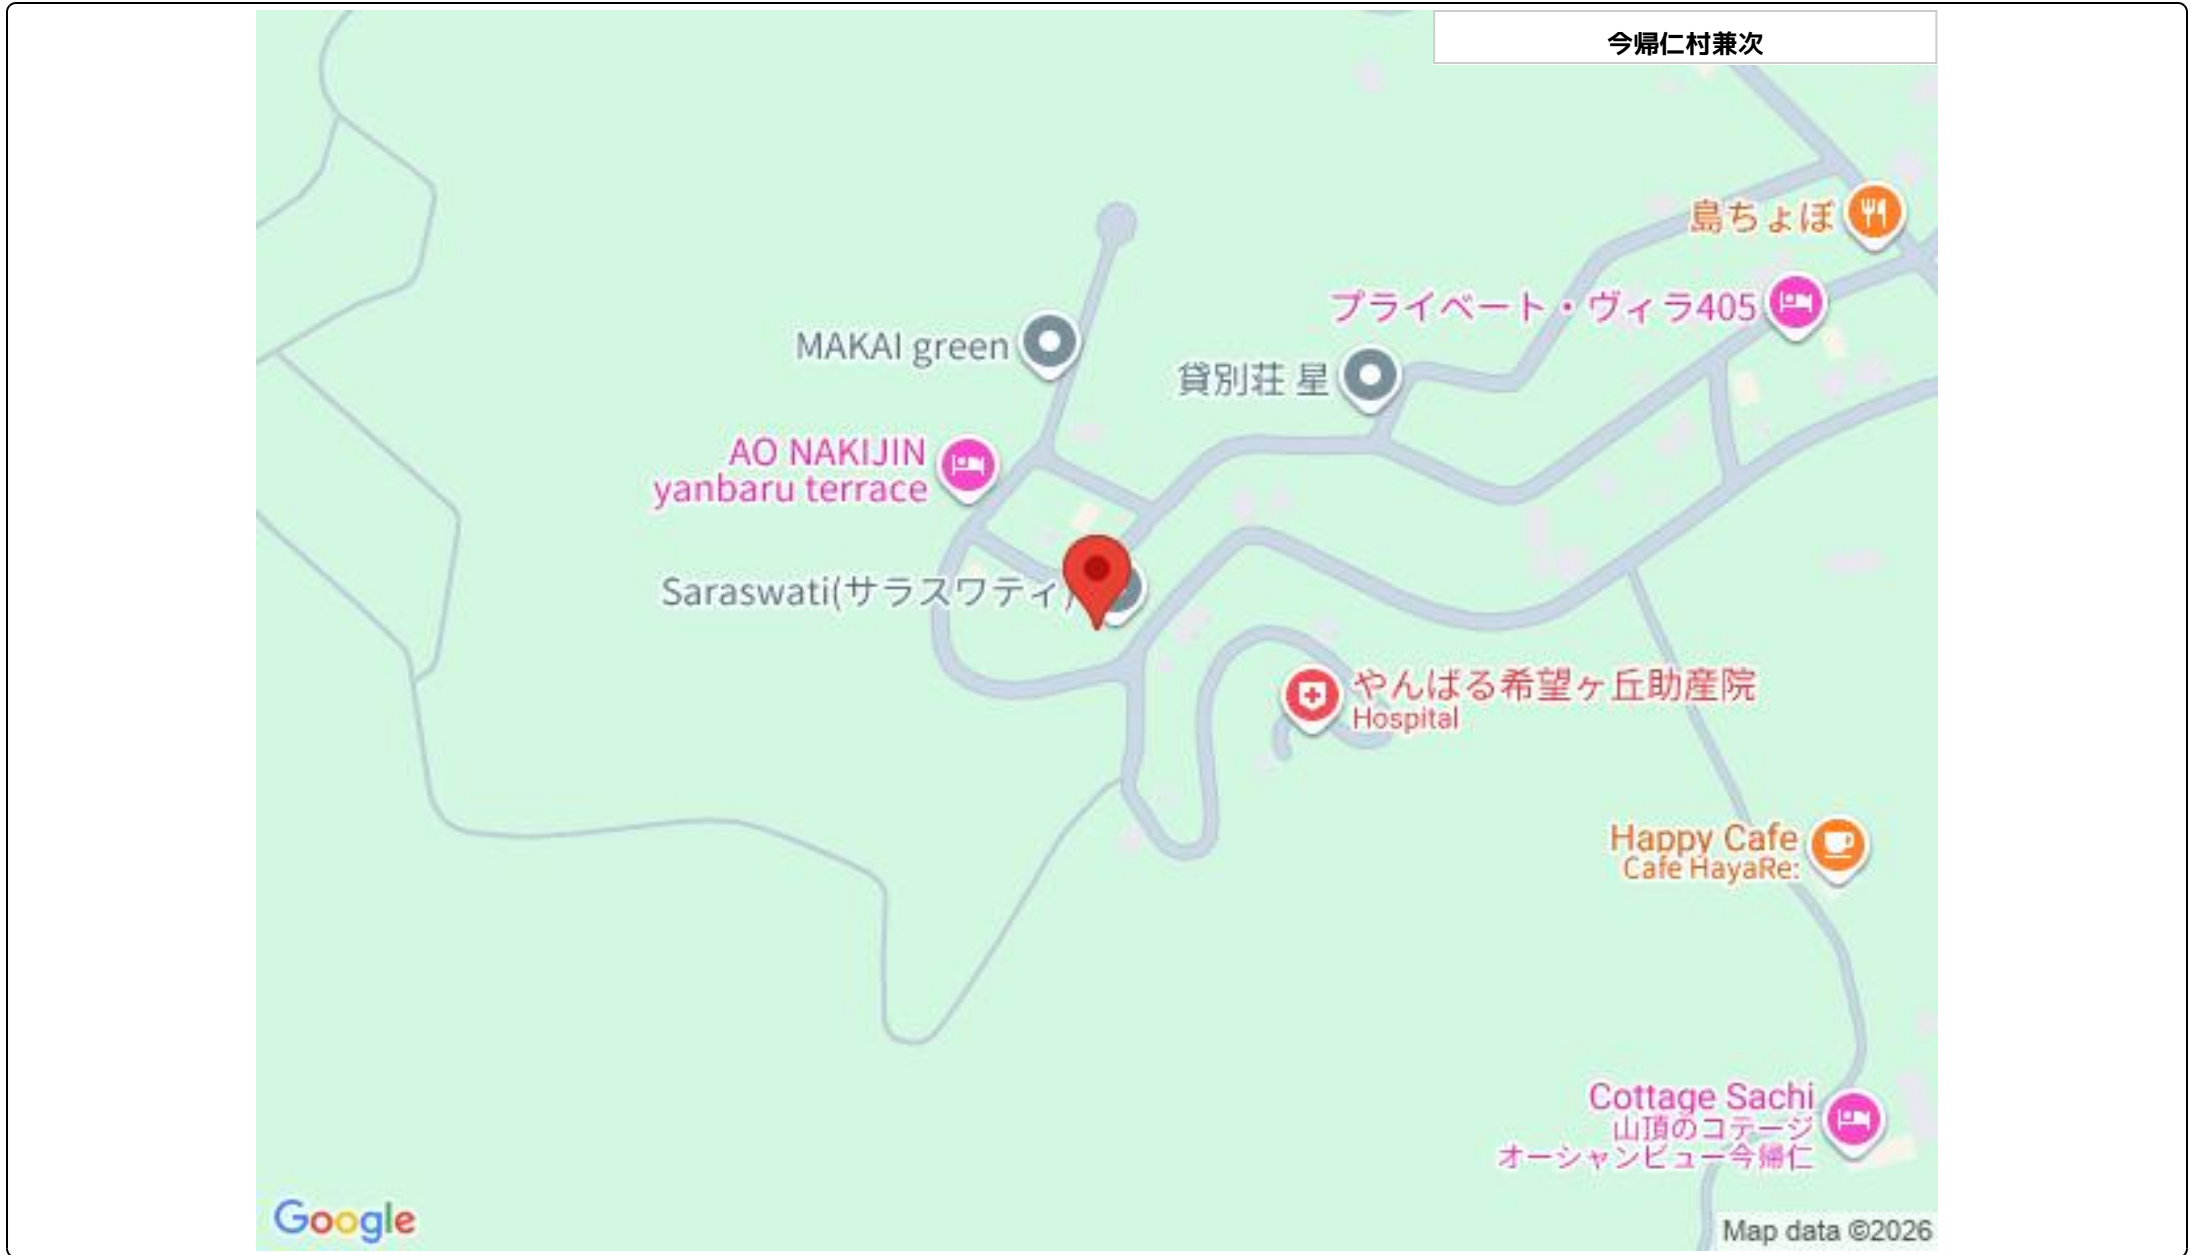 今帰仁村兼次
島ちょぼ
プライベート・ヴィラ405
MAKAI green
貸別荘 星
AO NAKIJIN
yanbaru terrace
Saraswati(サラスワティ)
やんばる希望ヶ丘助産院
Hospital
Happy Cafe
Cafe HayaRe:
Cottage Sachi
山頂のコテージ
オーシャンビュー今帰仁
Google
Map data ©2026